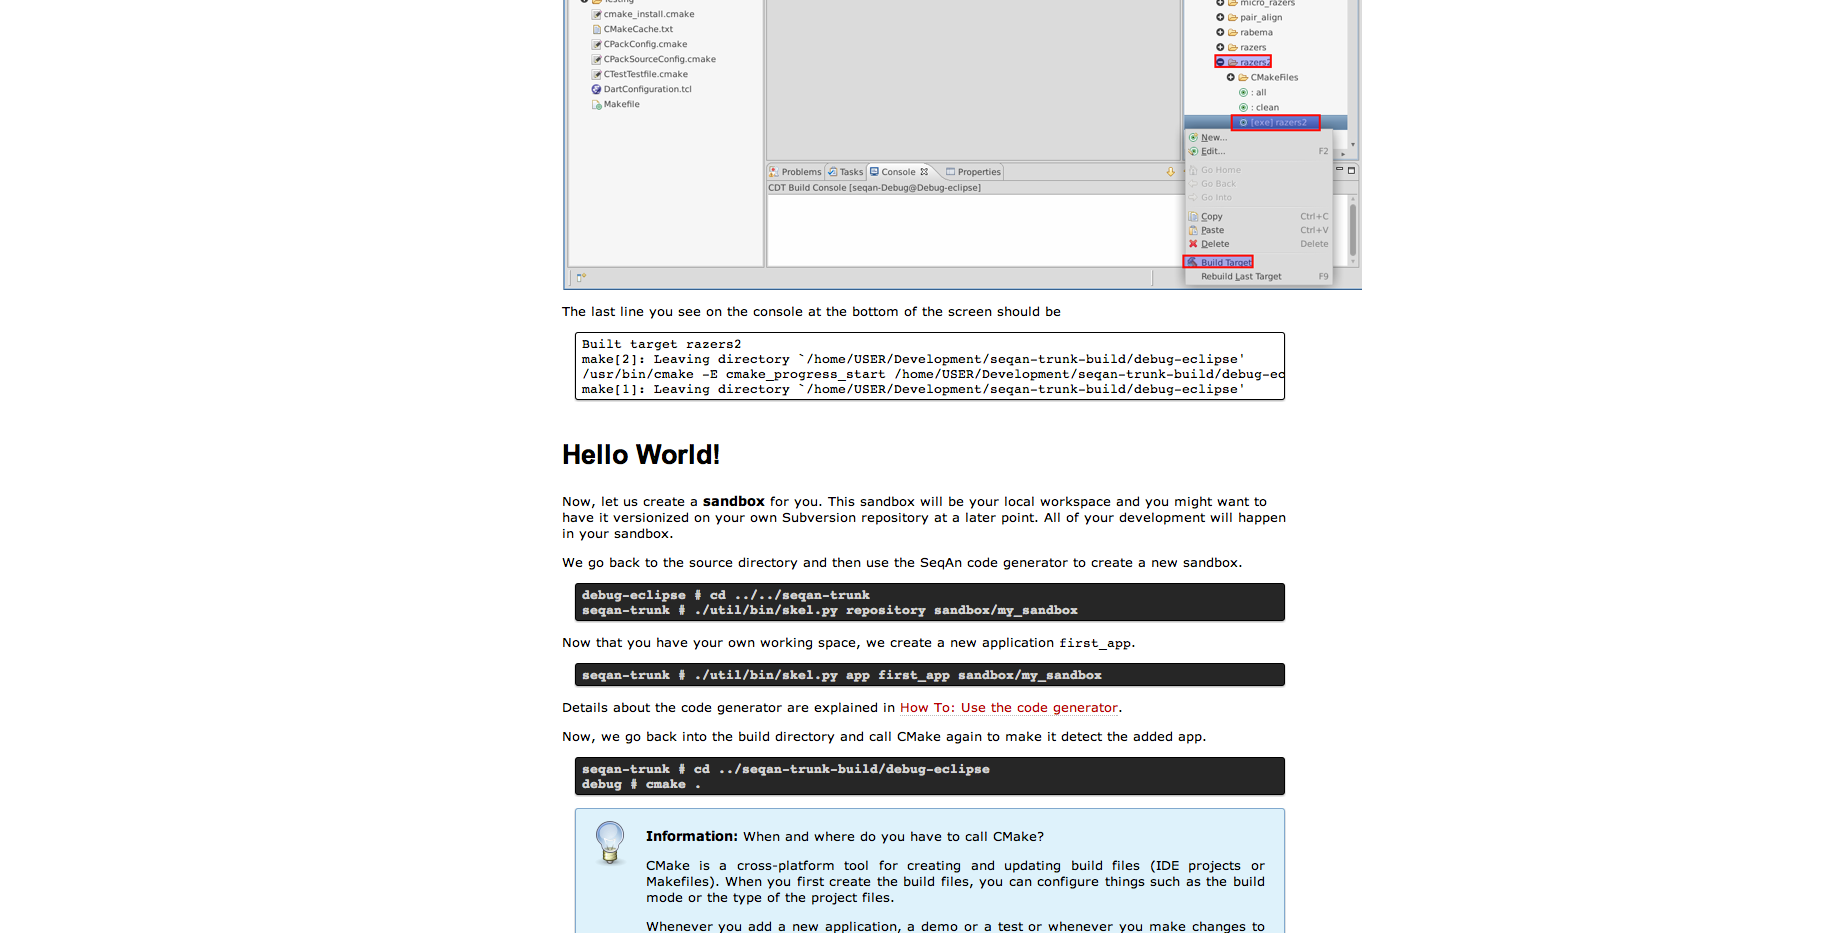 Testing
cmake_install.cmake
CMakeCache.txt
CPackConfig.cmake
CPackSourceConfig.cmake
CTestTestfile.cmake
DartConfiguration.tcl
Makefile
micro_razers
pair_align
rabema
razers
razers2
CMakeFiles
: all
: clean
[exe] razers2
New...
Edit... F2
Go Home
Go Back
Go Into
Copy Ctrl+C
Paste Ctrl+V
Delete Delete
Build Target
Rebuild Last Target F9
Problems Tasks Console Properties
CDT Build Console [seqan-Debug@Debug-eclipse]
The last line you see on the console at the bottom of the screen should be
Built target razers2
make[2]: Leaving directory `/home/USER/Development/seqan-trunk-build/debug-eclipse'
/usr/bin/cmake -E cmake_progress_start /home/USER/Development/seqan-trunk-build/debug-ec
make[1]: Leaving directory `/home/USER/Development/seqan-trunk-build/debug-eclipse'
Hello World!
Now, let us create a sandbox for you. This sandbox will be your local workspace and you might want to
have it versionized on your own Subversion repository at a later point. All of your development will happen
in your sandbox.
We go back to the source directory and then use the SeqAn code generator to create a new sandbox.
debug-eclipse # cd ../../seqan-trunk
seqan-trunk # ./util/bin/skel.py repository sandbox/my_sandbox
Now that you have your own working space, we create a new application first_app.
seqan-trunk # ./util/bin/skel.py app first_app sandbox/my_sandbox
Details about the code generator are explained in How To: Use the code generator.
Now, we go back into the build directory and call CMake again to make it detect the added app.
seqan-trunk # cd ../seqan-trunk-build/debug-eclipse
debug # cmake .
Information: When and where do you have to call CMake?
CMake is a cross-platform tool for creating and updating build files (IDE projects or
Makefiles). When you first create the build files, you can configure things such as the build
mode or the type of the project files.
Whenever you add a new application, a demo or a test or whenever you make changes to